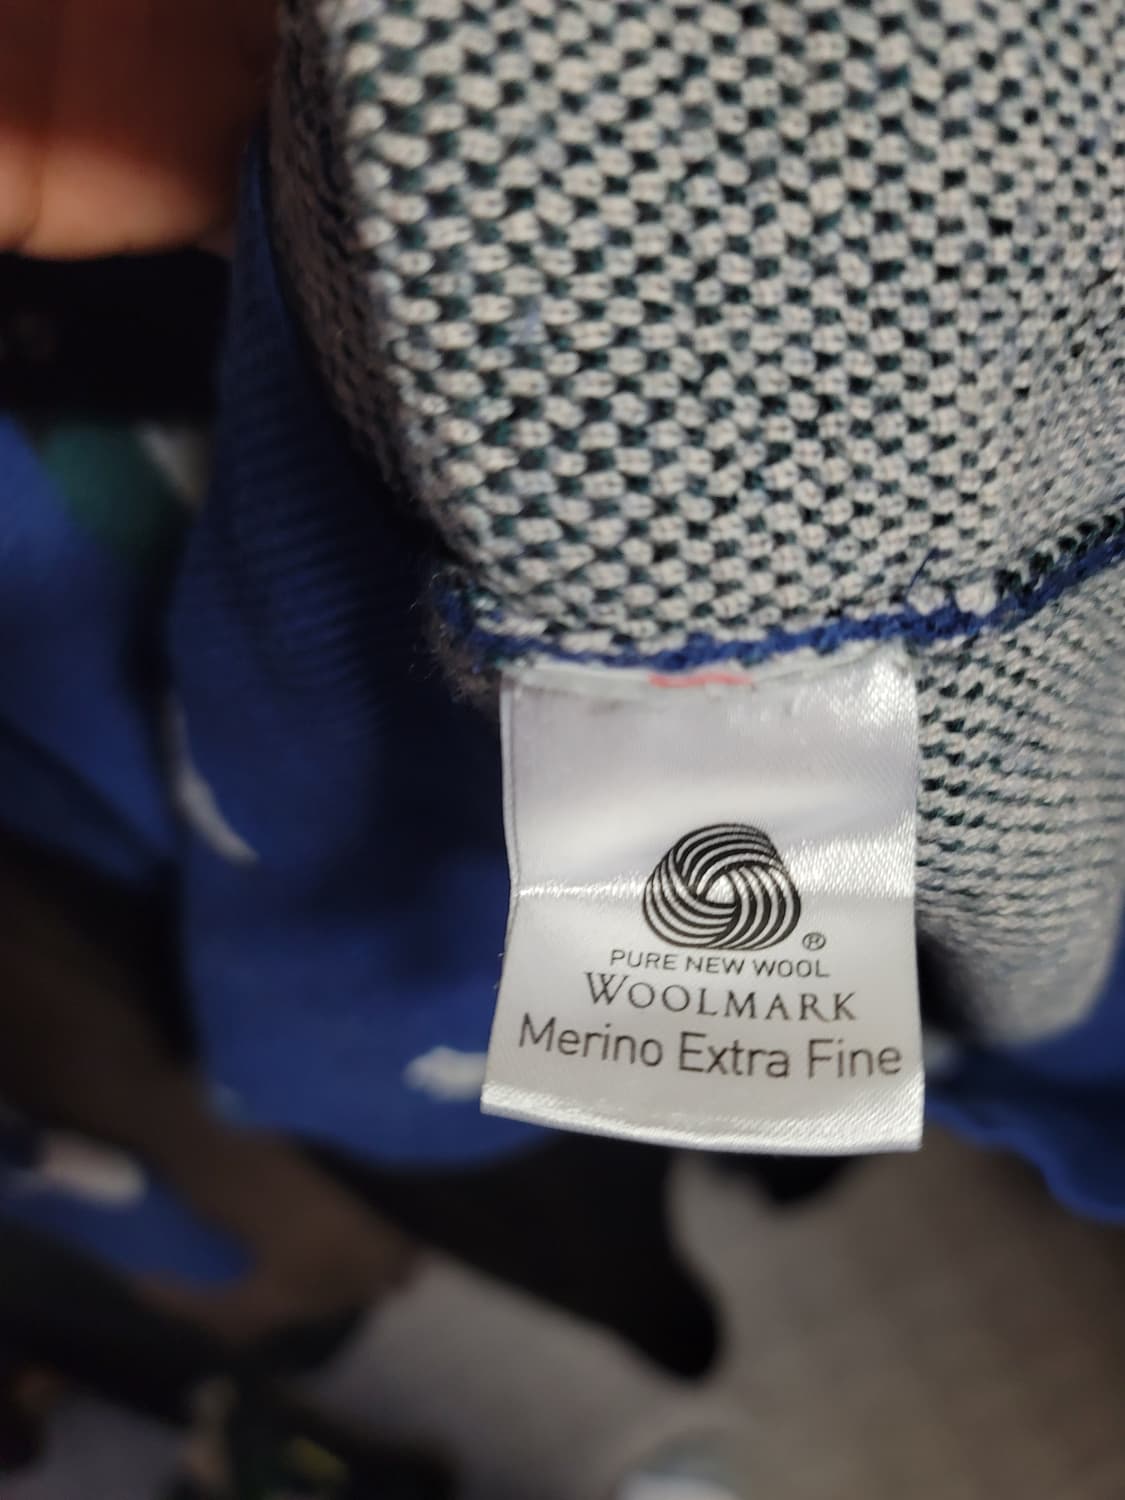 ®
PURE NEW WOOL
WOOLMARK
Merino Extra Fine